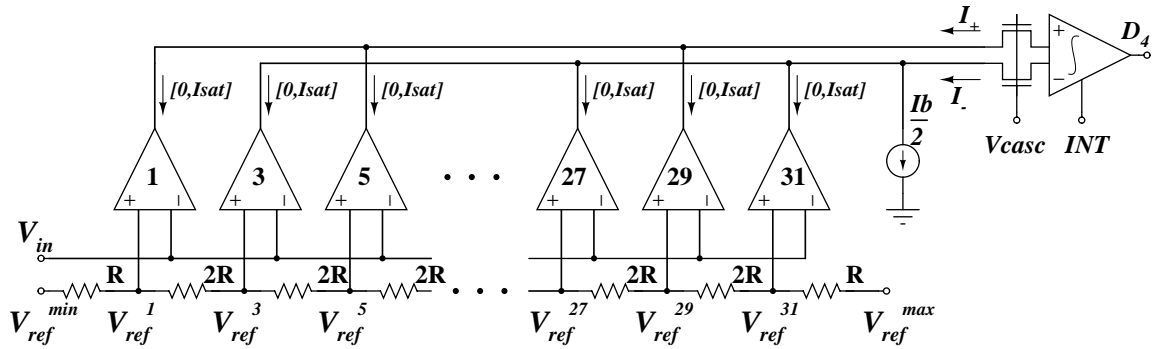 I+
D4
[0,Isat] [0,Isat] [0,Isat] [0,Isat] [0,Isat] [0,Isat]
I-
Ib
2
Vcasc INT
+ −
1 3 5 . . . 27 29 31
+ − + − + − + − + − + −
Vin
R 2R 2R 2R . . . 2R 2R R
Vref min Vref 1 Vref 3 Vref 5 Vref 27 Vref 29 Vref 31 Vref max